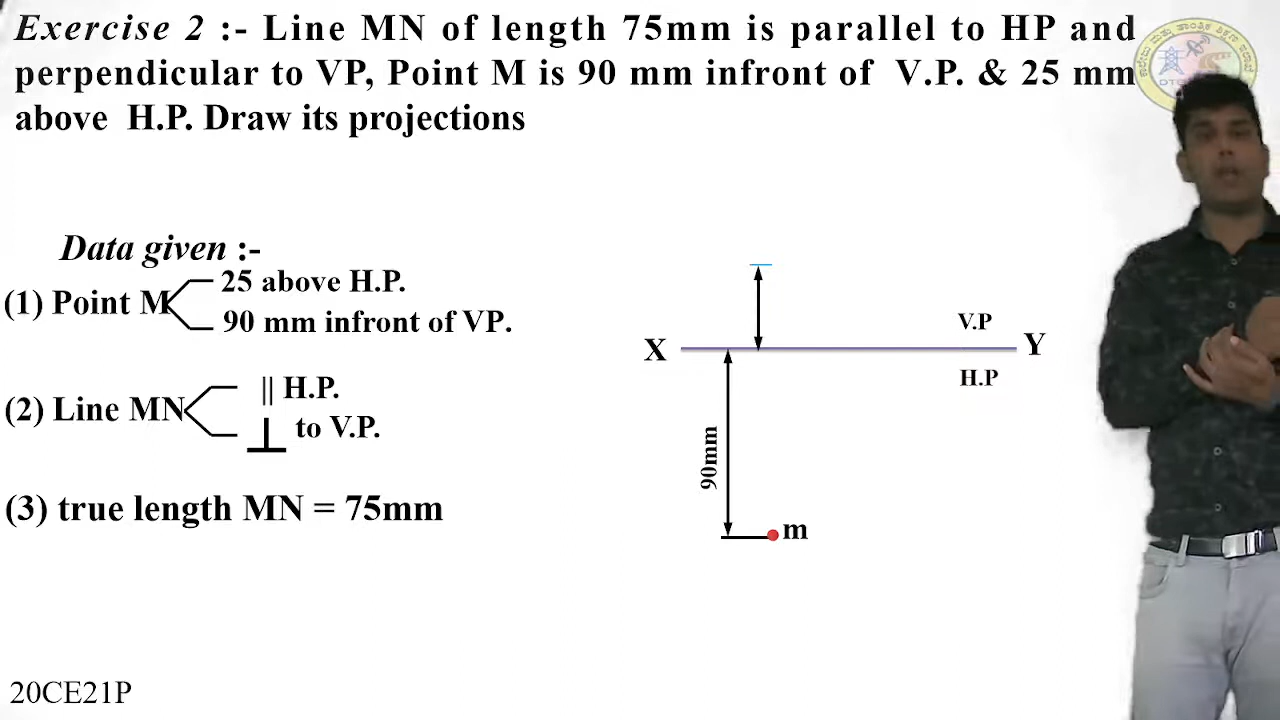 Exercise 2 :- Line MN of length 75mm is parallel to HP and
perpendicular to VP, Point M is 90 mm infront of V.P. & 25 mm
above H.P. Draw its projections
Data given :-
(1) Point M
25 above H.P.
90 mm infront of VP.
(2) Line MN
|| H.P.
⊥ to V.P.
(3) true length MN = 75mm
X
Y
V.P
H.P
90mm
m
20CE21P